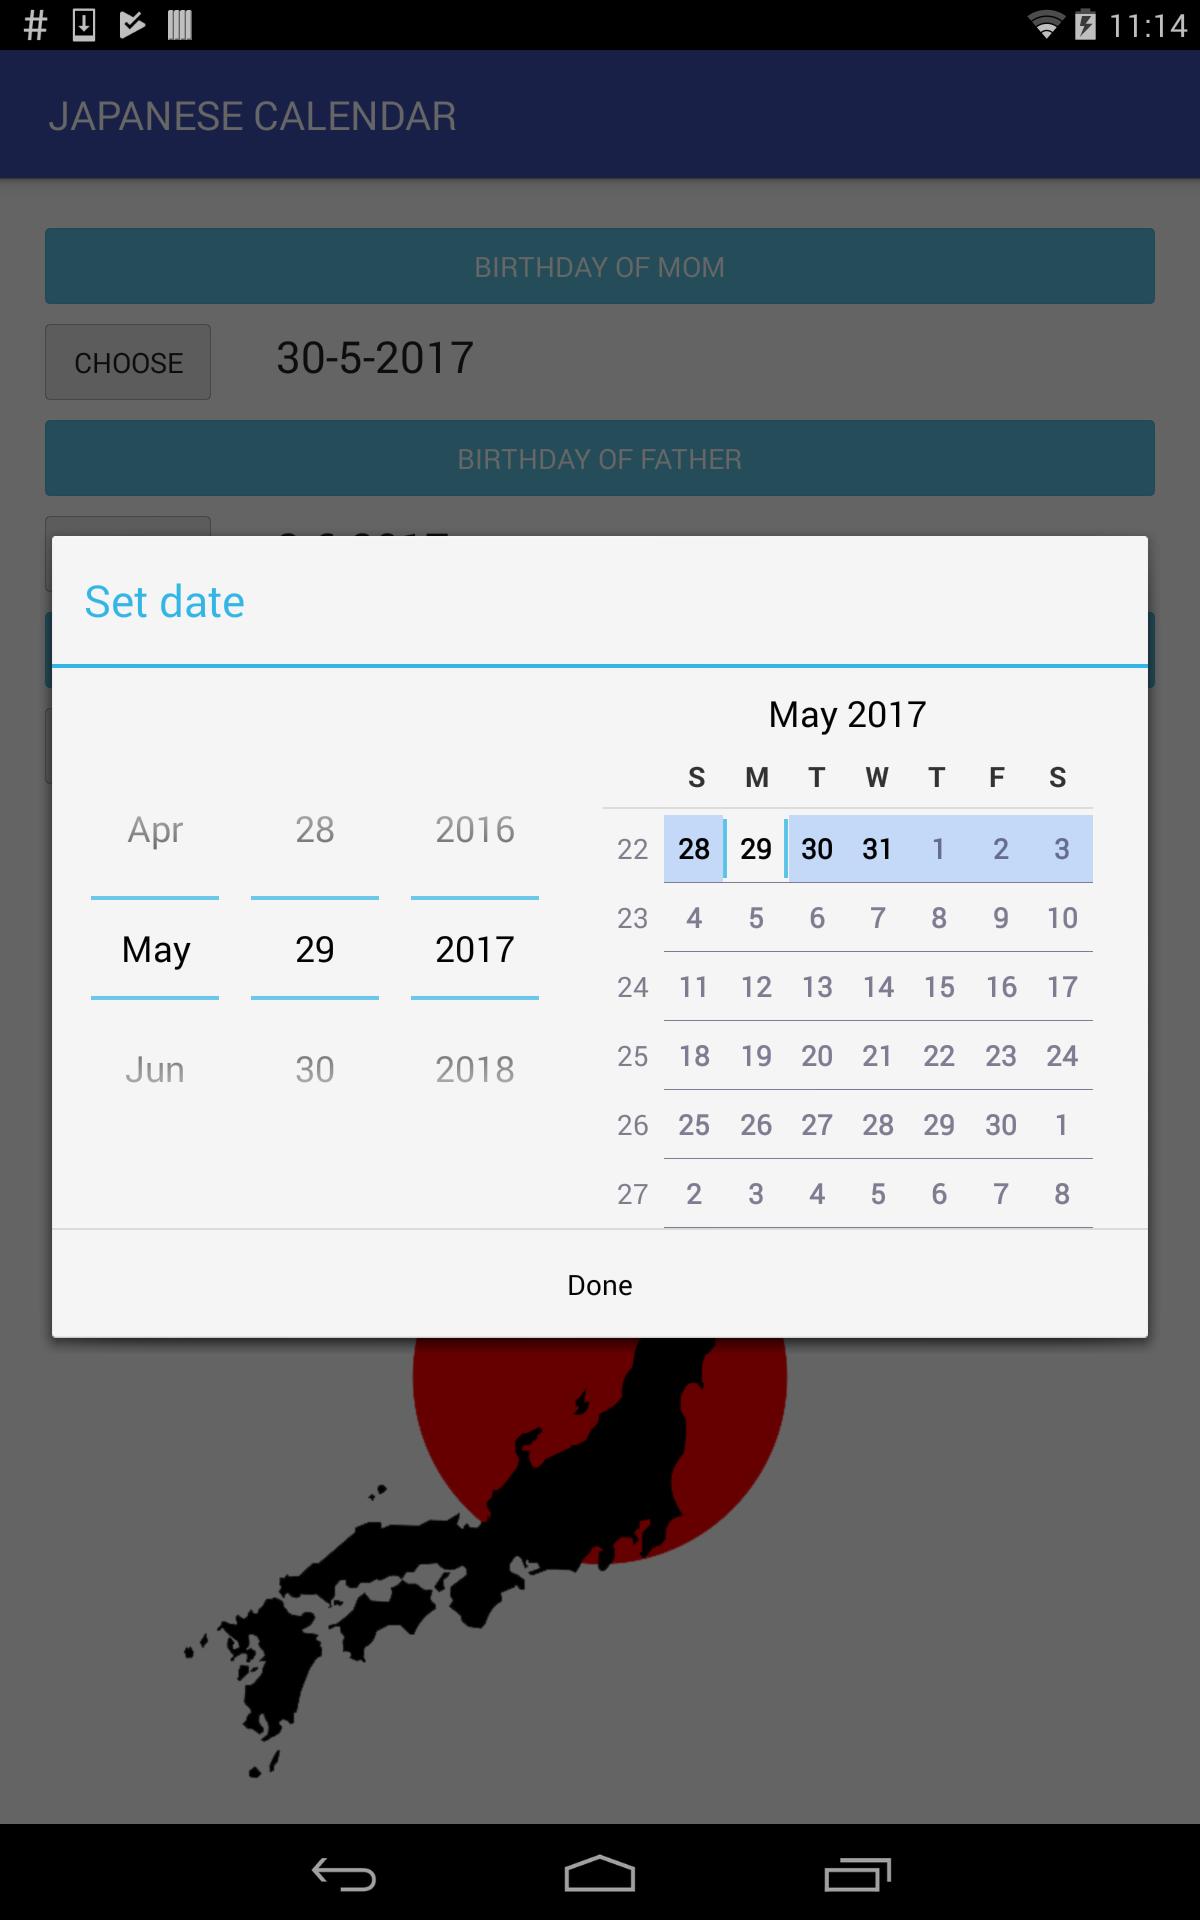 11:14
JAPANESE CALENDAR
BIRTHDAY OF MOM
CHOOSE 30-5-2017
BIRTHDAY OF FATHER
Set date
Apr 28 2016
May 29 2017
Jun 30 2018
May 2017
S M T W T F S
22 28 29 30 31 1 2 3
23 4 5 6 7 8 9 10
24 11 12 13 14 15 16 17
25 18 19 20 21 22 23 24
26 25 26 27 28 29 30 1
27 2 3 4 5 6 7 8
Done